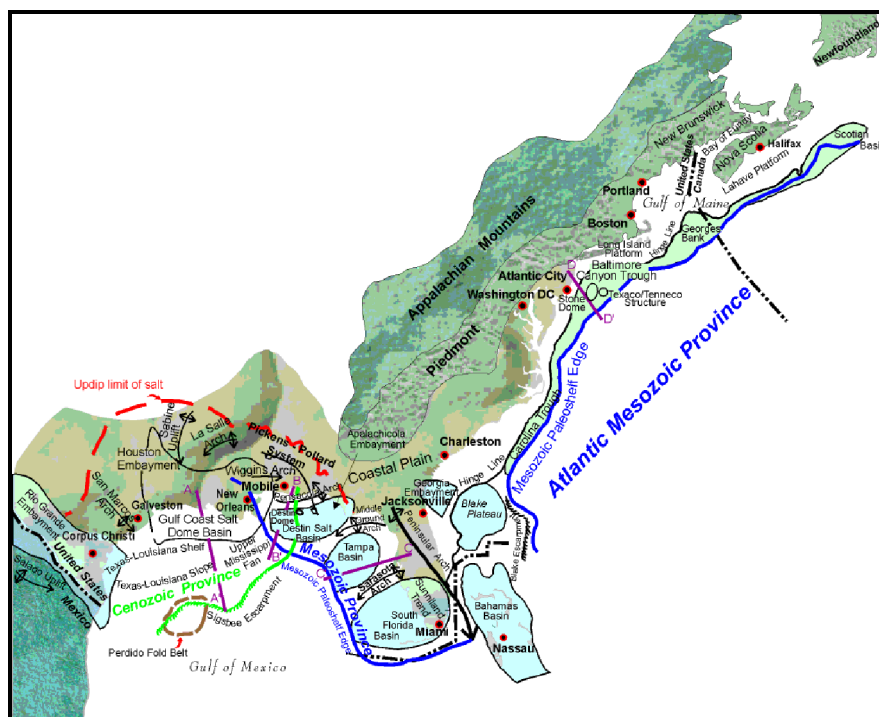 Newfoundland
New Brunswick
Bay of Fundy
Nova Scotia
Halifax
Scotian
Basin
Lahave Platform
United States
Canada
Portland
Gulf of Maine
Boston
Georges
Bank
Hinge Line
Long Island
Platform
Appalachian Mountains
Piedmont
Atlantic City
D
Baltimore
Canyon Trough
Washington DC
Stone
Dome
Texaco/Tenneco
Structure
D'
Atlantic Mesozoic Province
Mesozoic Paleoshelf Edge
Carolina Trough
Updip limit of salt
Sabine
Uplift
La Salle
Arch
Pickens
Pollard
System
Apalachicola
Embayment
Charleston
Coastal Plain
Houston
Embayment
Wiggins Arch
Hinge Line
Georgia
Embayment
Jacksonville
Blake
Plateau
Blake Escarpment
San Marcos
Arch
A
New
Orleans
Mobile
B
Pensecola
Arch
Destin
Dome
Destin Salt
Basin
Middle
Ground
Arch
Peninsular Arch
Rio Grande
Embayment
Galveston
Gulf Coast Salt
Dome Basin
Corpus Christi
Texas-Louisiana Shelf
Upper
Mississippi
Fan
B'
Tampa
Basin
C
C'
Sarasota
Arch
United States
Mexico
Texas-Louisiana Slope
Cenozoic Province
A'
Sigsbee Escarpment
Mesozoic Province
Mesozoic Paleoshelf Edge
South
Florida
Basin
Sunniland
Trend
Miami
Bahamas
Basin
Nassau
Perdido Fold Belt
Gulf of Mexico